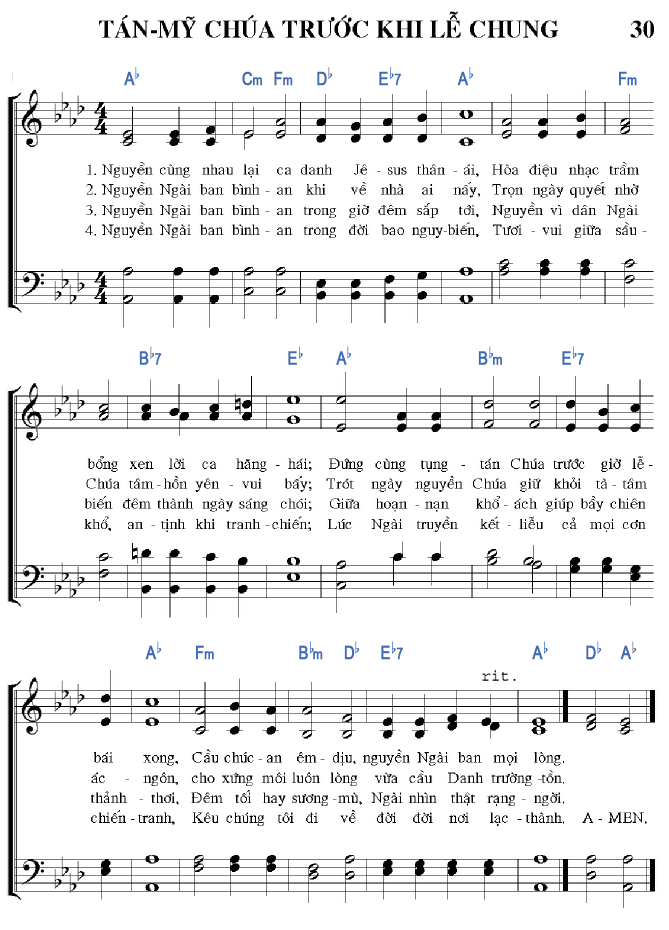 TÁN-MỸ CHÚA TRƯỚC KHI LỄ CHUNG 30
A♭ Cm Fm D♭ E♭7 A♭ Fm
4/4
1. Nguyền cùng nhau lại ca danh Jê-sus thân-ái, Hòa điệu nhạc trầm
2. Nguyền Ngài ban bình-an khi về nhà ai nấy, Trọn ngày quyết nhờ
3. Nguyền Ngài ban bình-an trong giờ đêm sắp tới, Nguyền vì dân Ngài
4. Nguyền Ngài ban bình-an trong đời bao nguy-biến, Tươi-vui giữa sầu-
4/4
B♭7 E♭ A♭ B♭m E♭7
bổng xen lời ca hăng-hái; Đứng cùng tụng-tán Chúa trước giờ lễ-
Chúa tâm-hồn yên-vui bấy; Trót ngày nguyền Chúa giữ khỏi tà-tâm
biến đêm thành ngày sáng chói; Giữa hoạn-nạn khổ-ách giúp bầy chiên
khổ, an-tịnh khi tranh-chiến; Lúc Ngài truyền kết-liễu cả mọi cơn
A♭ Fm B♭m D♭ E♭7 A♭ D♭ A♭
rit.
bái xong, Cầu chúc-an êm-dịu, nguyền Ngài ban mọi lòng.
ác-ngôn, cho xứng môi luôn lòng vừa cầu Danh trường-tồn.
thảnh-thơi, Đêm tối hay sương-mù, Ngài nhìn thật rạng-ngời.
chiến-tranh, Kêu chúng tôi đi về đời đời nơi lạc-thành. A-MEN.